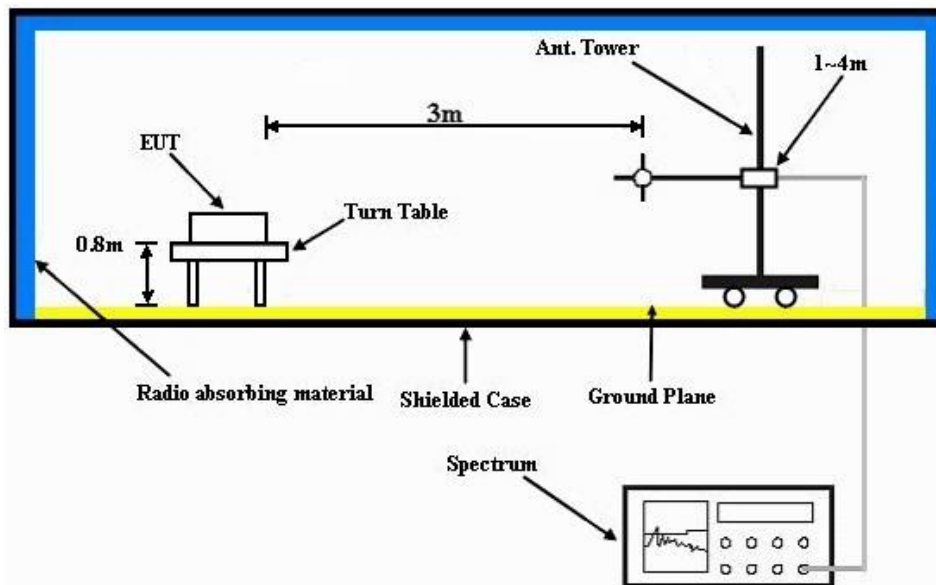 Ant. Tower
1~4m
3m
EUT
Turn Table
0.8m
Radio absorbing material
Shielded Case
Ground Plane
Spectrum